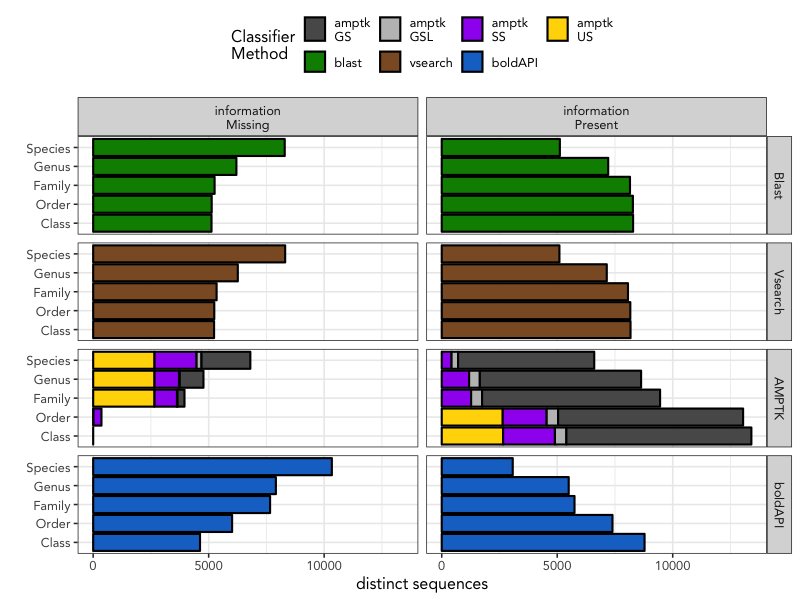 Classifier
Method
amptk
GS
amptk
GSL
amptk
SS
amptk
US
blast
vsearch
boldAPI
information
Missing
information
Present
Species
Genus
Family
Order
Class
Blast
Species
Genus
Family
Order
Class
Vsearch
Species
Genus
Family
Order
Class
AMPTK
Species
Genus
Family
Order
Class
boldAPI
0
5000
10000
0
5000
10000
distinct sequences